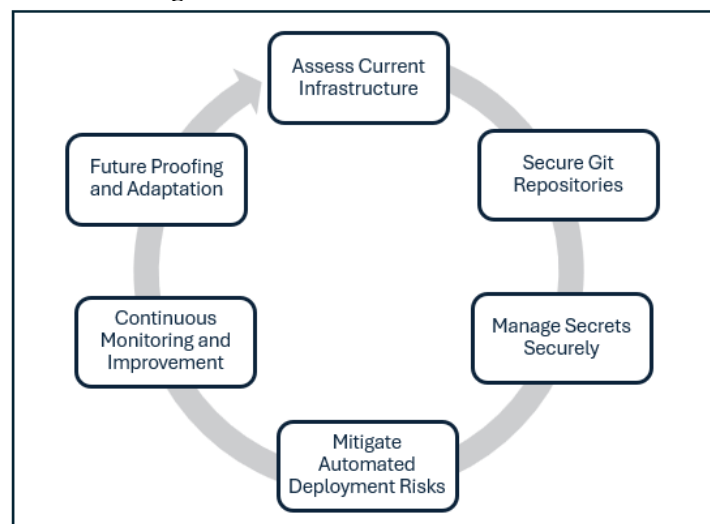 Assess Current
Infrastructure
Secure Git
Repositories
Manage Secrets
Securely
Mitigate
Automated
Deployment Risks
Continuous
Monitoring and
Improvement
Future Proofing
and Adaptation